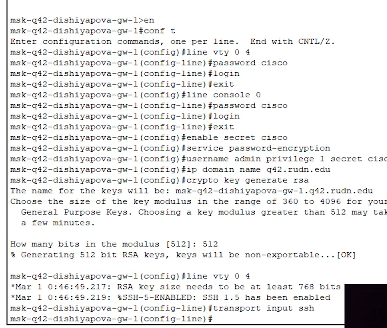 msk-q42-dishiyapova-gw-1>en
msk-q42-dishiyapova-gw-1#conf t
Enter configuration commands, one per line.  End with CNTL/Z.
msk-q42-dishiyapova-gw-1(config)#line vty 0 4
msk-q42-dishiyapova-gw-1(config-line)#password cisco
msk-q42-dishiyapova-gw-1(config-line)#login
msk-q42-dishiyapova-gw-1(config-line)#exit
msk-q42-dishiyapova-gw-1(config)#line console 0
msk-q42-dishiyapova-gw-1(config-line)#password cisco
msk-q42-dishiyapova-gw-1(config-line)#login
msk-q42-dishiyapova-gw-1(config-line)#exit
msk-q42-dishiyapova-gw-1(config)#enable secret cisco
msk-q42-dishiyapova-gw-1(config)#service password-encryption
msk-q42-dishiyapova-gw-1(config)#username admin privilege 1 secret cisc
msk-q42-dishiyapova-gw-1(config)#ip domain name q42.rudn.edu
msk-q42-dishiyapova-gw-1(config)#crypto key generate rsa
The name for the keys will be: msk-q42-dishiyapova-gw-1.q42.rudn.edu
Choose the size of the key modulus in the range of 360 to 4096 for your
General Purpose Keys. Choosing a key modulus greater than 512 may tak
a few minutes.
How many bits in the modulus [512]: 512
% Generating 512 bit RSA keys, keys will be non-exportable...[OK]
msk-q42-dishiyapova-gw-1(config)#line vty 0 4
*Mar 1 0:46:49.217: RSA key size needs to be at least 768 bits
*Mar 1 0:46:49.219: %SSH-5-ENABLED: SSH 1.5 has been enabled
msk-q42-dishiyapova-gw-1(config-line)#transport input ssh
msk-q42-dishiyapova-gw-1(config-line)#